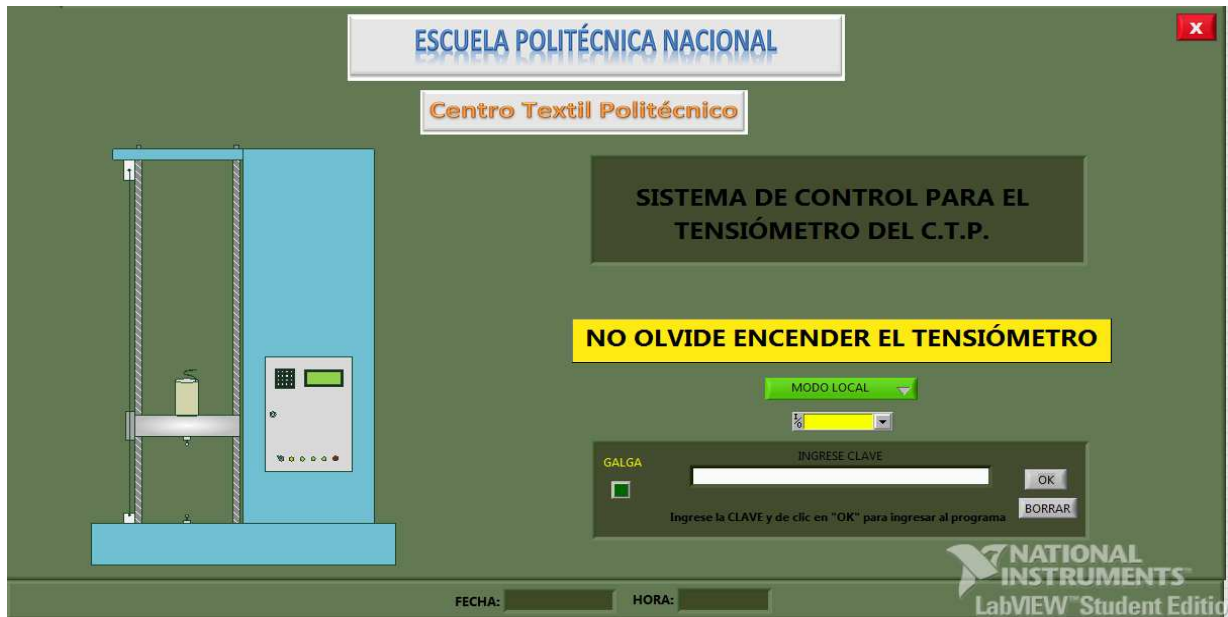 ESCUELA POLITÉCNICA NACIONAL
X
Centro Textil Politécnico
SISTEMA DE CONTROL PARA EL
TENSIÓMETRO DEL C.T.P.
NO OLVIDE ENCENDER EL TENSIÓMETRO
MODO LOCAL
I/O
GALGA
INGRESE CLAVE
OK
BORRAR
Ingrese la CLAVE y de clic en "OK" para ingresar al programa
NATIONAL
INSTRUMENTS
LabVIEW™ Student Editio
FECHA:
HORA: